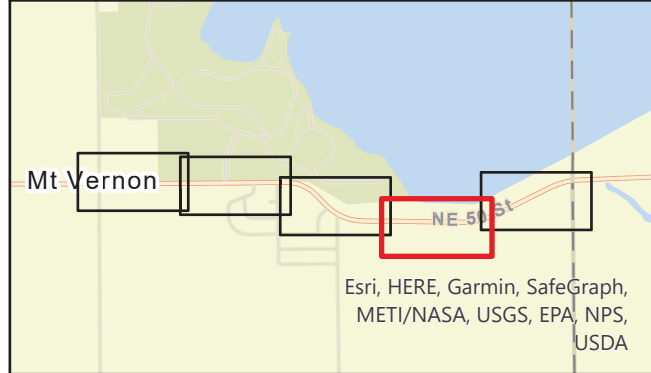 Mt Vernon
NE 50 St
Esri, HERE, Garmin, SafeGraph,
METI/NASA, USGS, EPA, NPS,
USDA